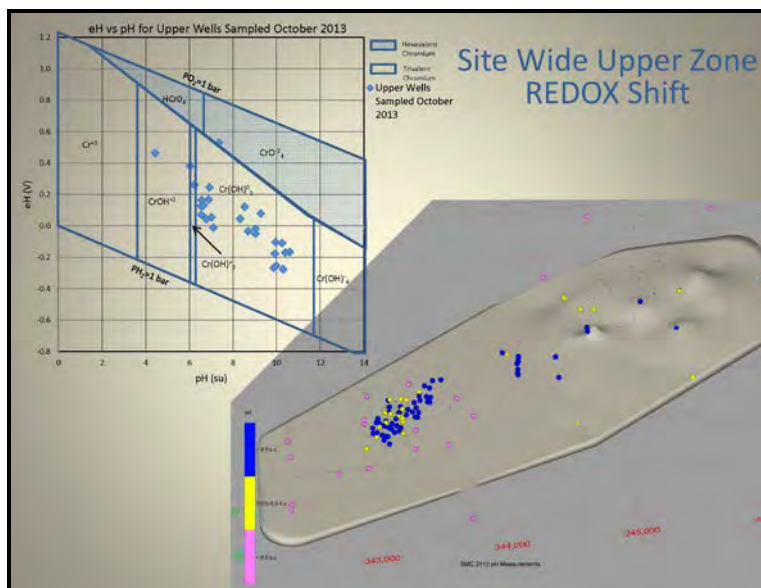 eH vs pH for Upper Wells Sampled October 2013
Site Wide Upper Zone
REDOX Shift
Hexavalent
Chromium
Trivalent
Chromium
Upper Wells
Sampled October
2013
1.2
1.0
0.8
0.6
0.4
0.2
0.0
-0.2
-0.4
-0.6
-0.8
eH (V)
PO₂=1 bar
HCrO₄⁻
CrO⁻²₄
Cr⁺³
CrOH⁺²
Cr(OH)⁰₃
Cr(OH)⁺₂
Cr(OH)⁻₄
PH₂=1 bar
0 2 4 6 8 10 12 14
pH (su)
343,000
344,000
345,000
SMC 2013 pH Measurements